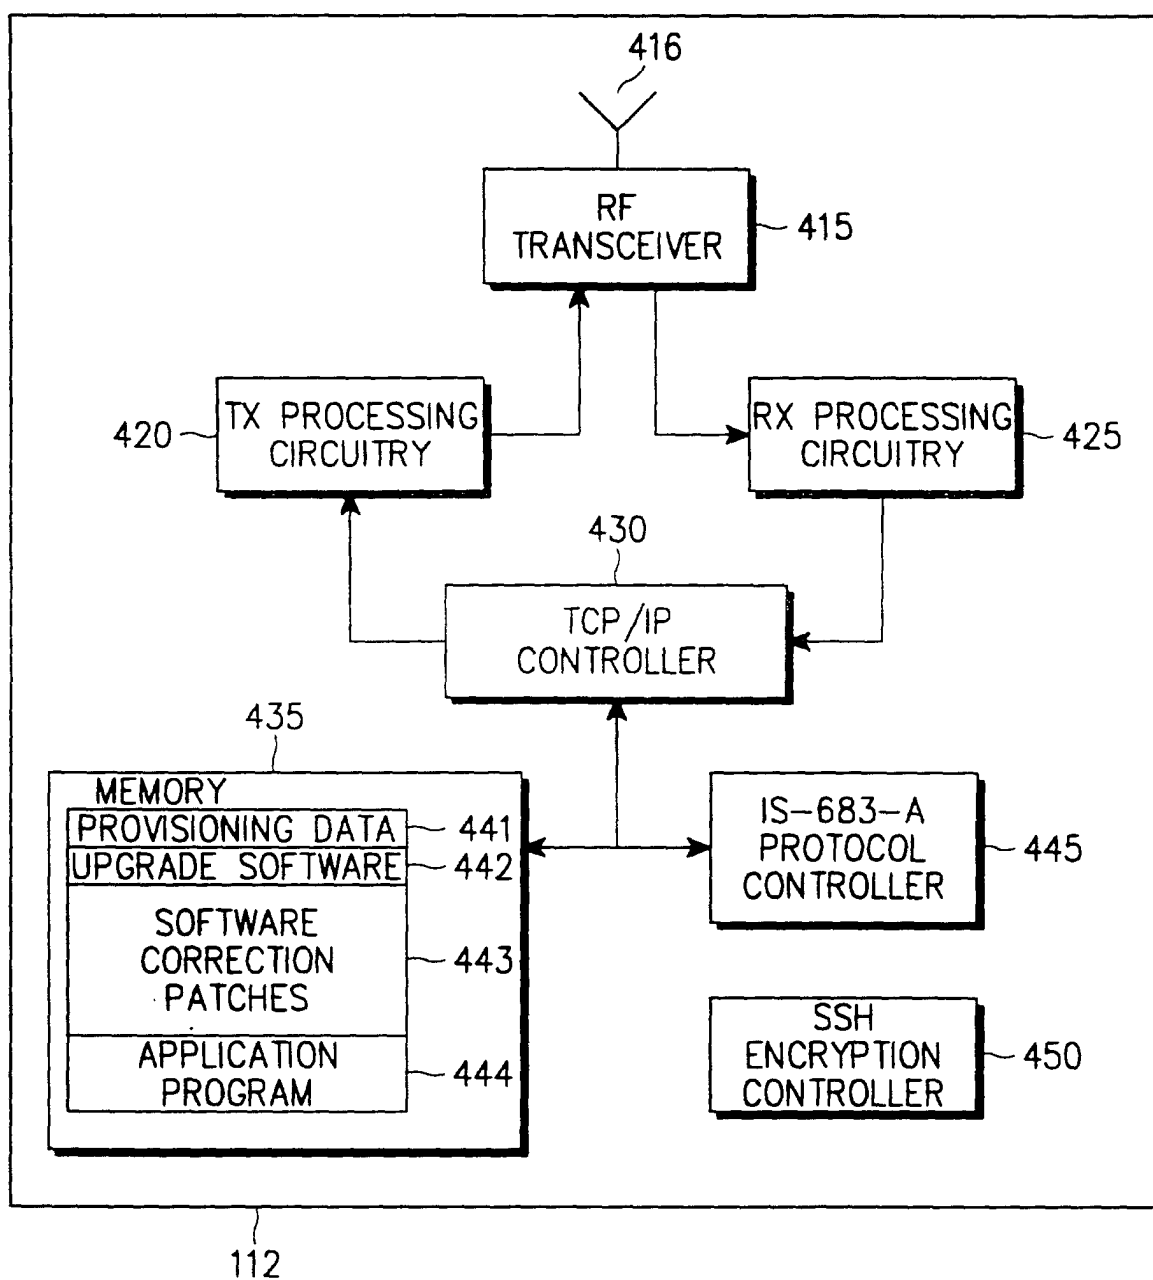 416
RF
TRANSCEIVER
415
TX PROCESSING
CIRCUITRY
420
RX PROCESSING
CIRCUITRY
425
430
TCP/IP
CONTROLLER
435
MEMORY
PROVISIONING DATA
441
UPGRADE SOFTWARE
442
SOFTWARE
CORRECTION
PATCHES
443
APPLICATION
PROGRAM
444
IS-683-A
PROTOCOL
CONTROLLER
445
SSH
ENCRYPTION
CONTROLLER
450
112